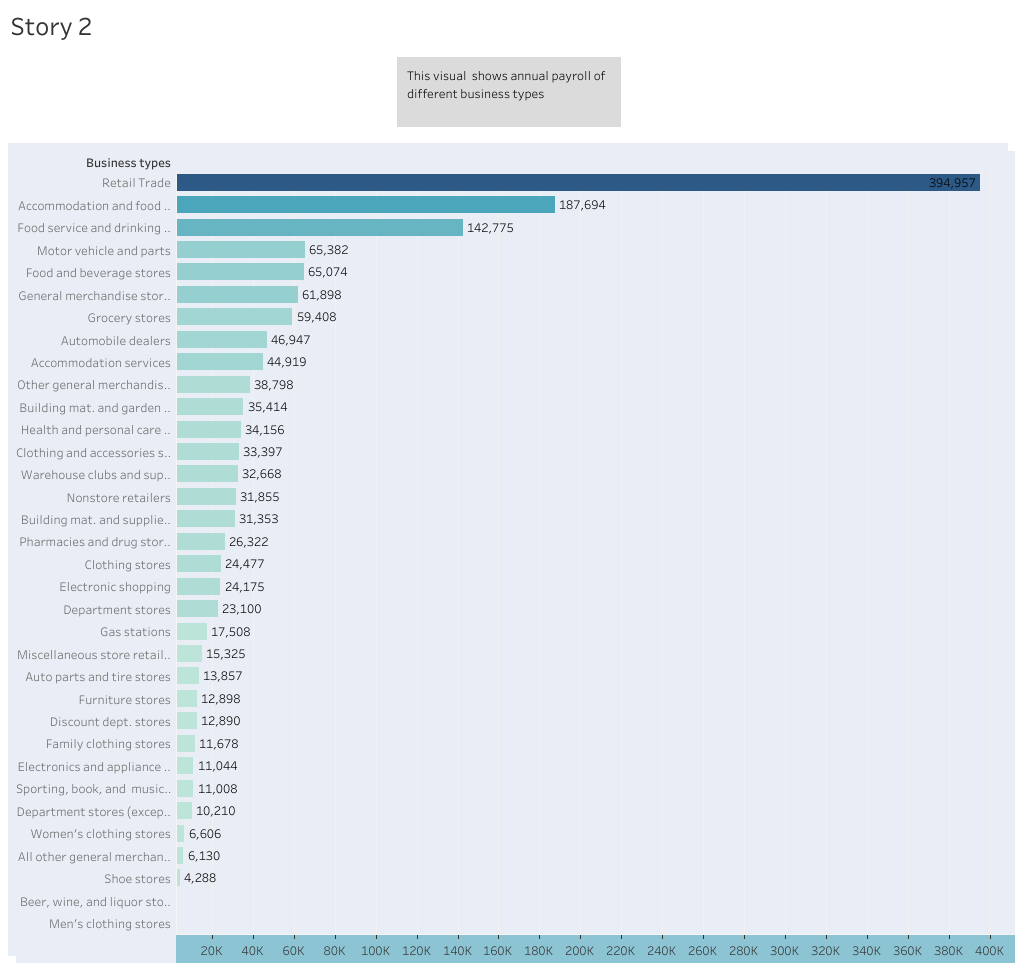 Story 2
This visual  shows annual payroll of
different business types
Business types
Retail Trade 394,957
Accommodation and food .. 187,694
Food service and drinking .. 142,775
Motor vehicle and parts 65,382
Food and beverage stores 65,074
General merchandise stor.. 61,898
Grocery stores 59,408
Automobile dealers 46,947
Accommodation services 44,919
Other general merchandis.. 38,798
Building mat. and garden .. 35,414
Health and personal care .. 34,156
Clothing and accessories s.. 33,397
Warehouse clubs and sup.. 32,668
Nonstore retailers 31,855
Building mat. and supplie.. 31,353
Pharmacies and drug stor.. 26,322
Clothing stores 24,477
Electronic shopping 24,175
Department stores 23,100
Gas stations 17,508
Miscellaneous store retail.. 15,325
Auto parts and tire stores 13,857
Furniture stores 12,898
Discount dept. stores 12,890
Family clothing stores 11,678
Electronics and appliance .. 11,044
Sporting, book, and  music.. 11,008
Department stores (excep.. 10,210
Women's clothing stores 6,606
All other general merchan.. 6,130
Shoe stores 4,288
Beer, wine, and liquor sto..
Men's clothing stores
20K 40K 60K 80K 100K 120K 140K 160K 180K 200K 220K 240K 260K 280K 300K 320K 340K 360K 380K 400K